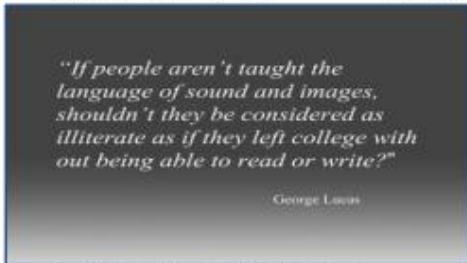 “If people aren´t taught the
language of sound and images,
shouldn´t they be considered as
illiterate as if they left college with
out being able to read or write?"
George Lucas